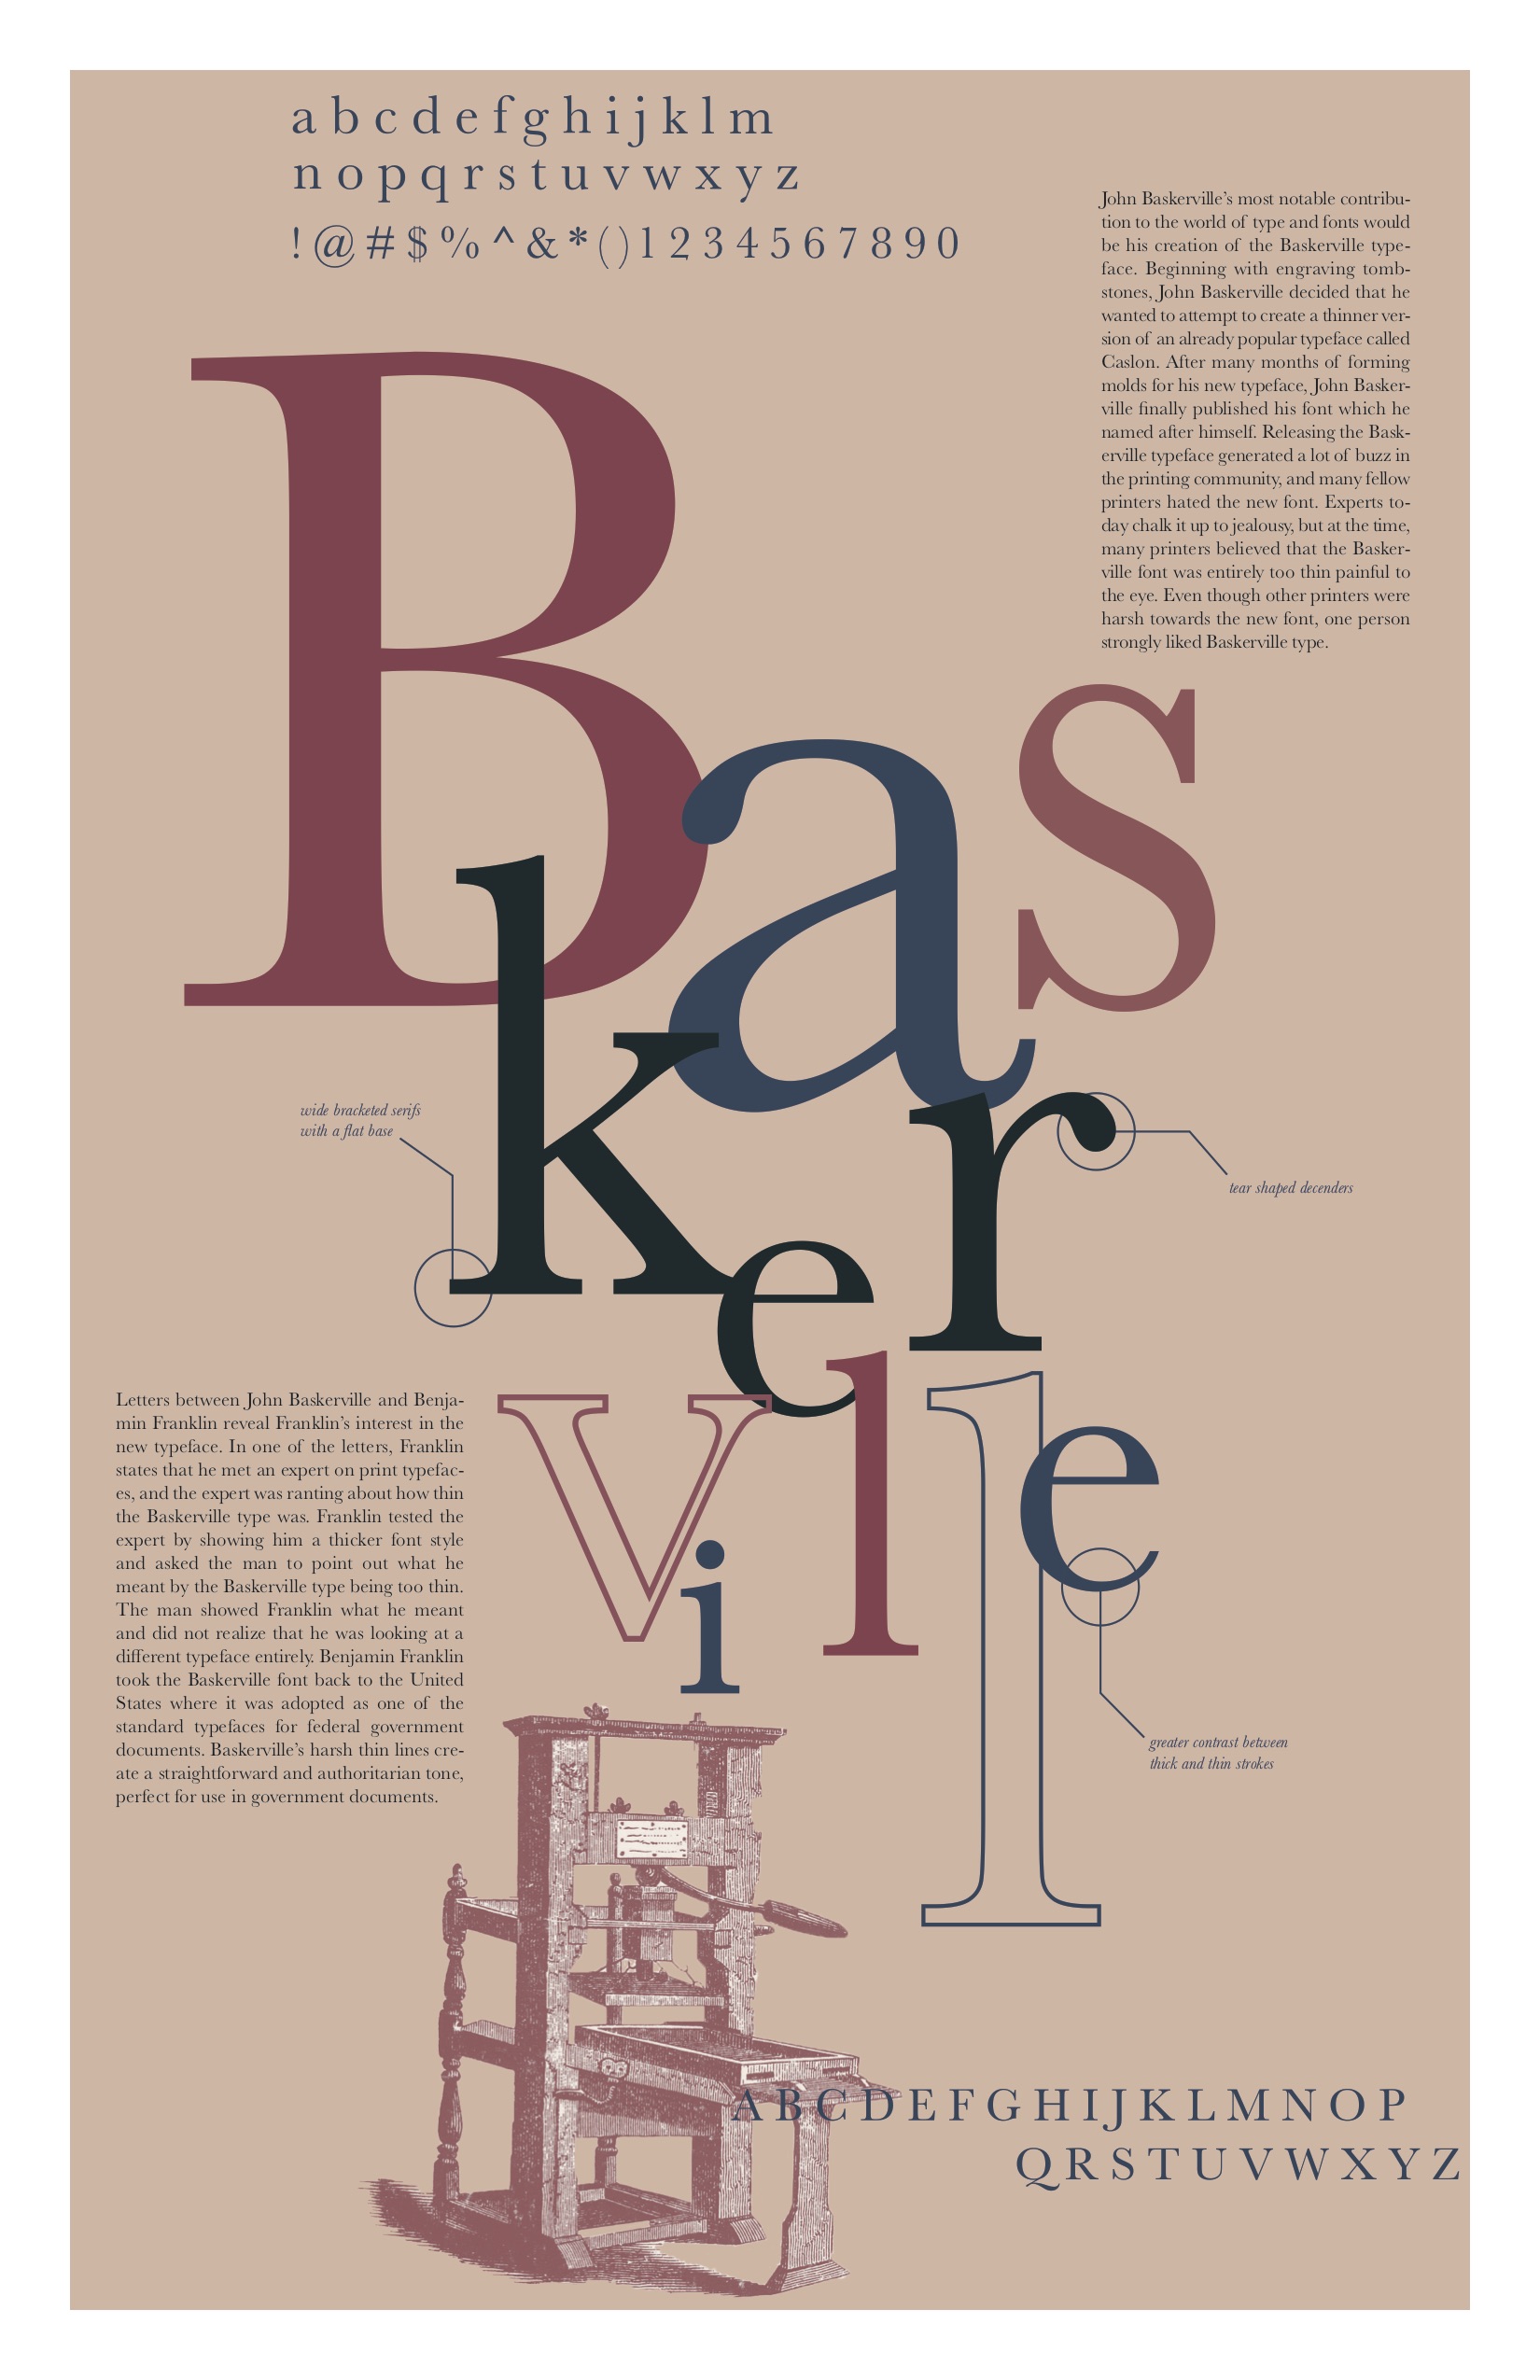 a b c d e f g h i j k l m
n o p q r s t u v w x y z
! @ # $ % ^ & * ( ) 1 2 3 4 5 6 7 8 9 0
John Baskerville's most notable contribu-
tion to the world of type and fonts would
be his creation of the Baskerville type-
face. Beginning with engraving tomb-
stones, John Baskerville decided that he
wanted to attempt to create a thinner ver-
sion of an already popular typeface called
Caslon. After many months of forming
molds for his new typeface, John Basker-
ville finally published his font which he
named after himself. Releasing the Bask-
erville typeface generated a lot of buzz in
the printing community, and many fellow
printers hated the new font. Experts to-
day chalk it up to jealousy, but at the time,
many printers believed that the Basker-
ville font was entirely too thin painful to
the eye. Even though other printers were
harsh towards the new font, one person
strongly liked Baskerville type.
Bas
ker
ville
wide bracketed serifs
with a flat base
tear shaped decenders
Letters between John Baskerville and Benja-
min Franklin reveal Franklin's interest in the
new typeface. In one of the letters, Franklin
states that he met an expert on print typefac-
es, and the expert was ranting about how thin
the Baskerville type was. Franklin tested the
expert by showing him a thicker font style
and asked the man to point out what he
meant by the Baskerville type being too thin.
The man showed Franklin what he meant
and did not realize that he was looking at a
different typeface entirely. Benjamin Franklin
took the Baskerville font back to the United
States where it was adopted as one of the
standard typefaces for federal government
documents. Baskerville's harsh thin lines cre-
ate a straightforward and authoritarian tone,
perfect for use in government documents.
greater contrast between
thick and thin strokes
A B C D E F G H I J K L M N O P
Q R S T U V W X Y Z